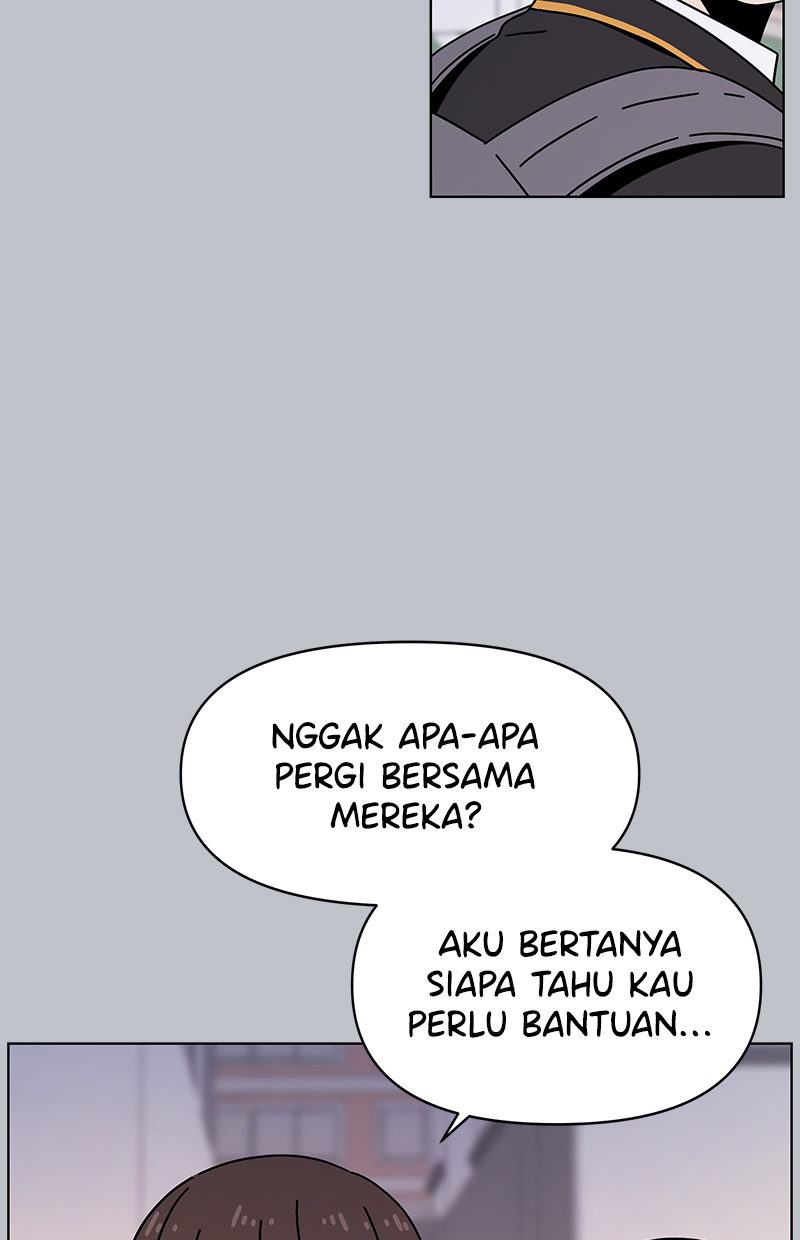 NGGAK APA-APA
PERGI BERSAMA
MEREKA?
AKU BERTANYA
SIAPA TAHU KAU
PERLU BANTUAN...